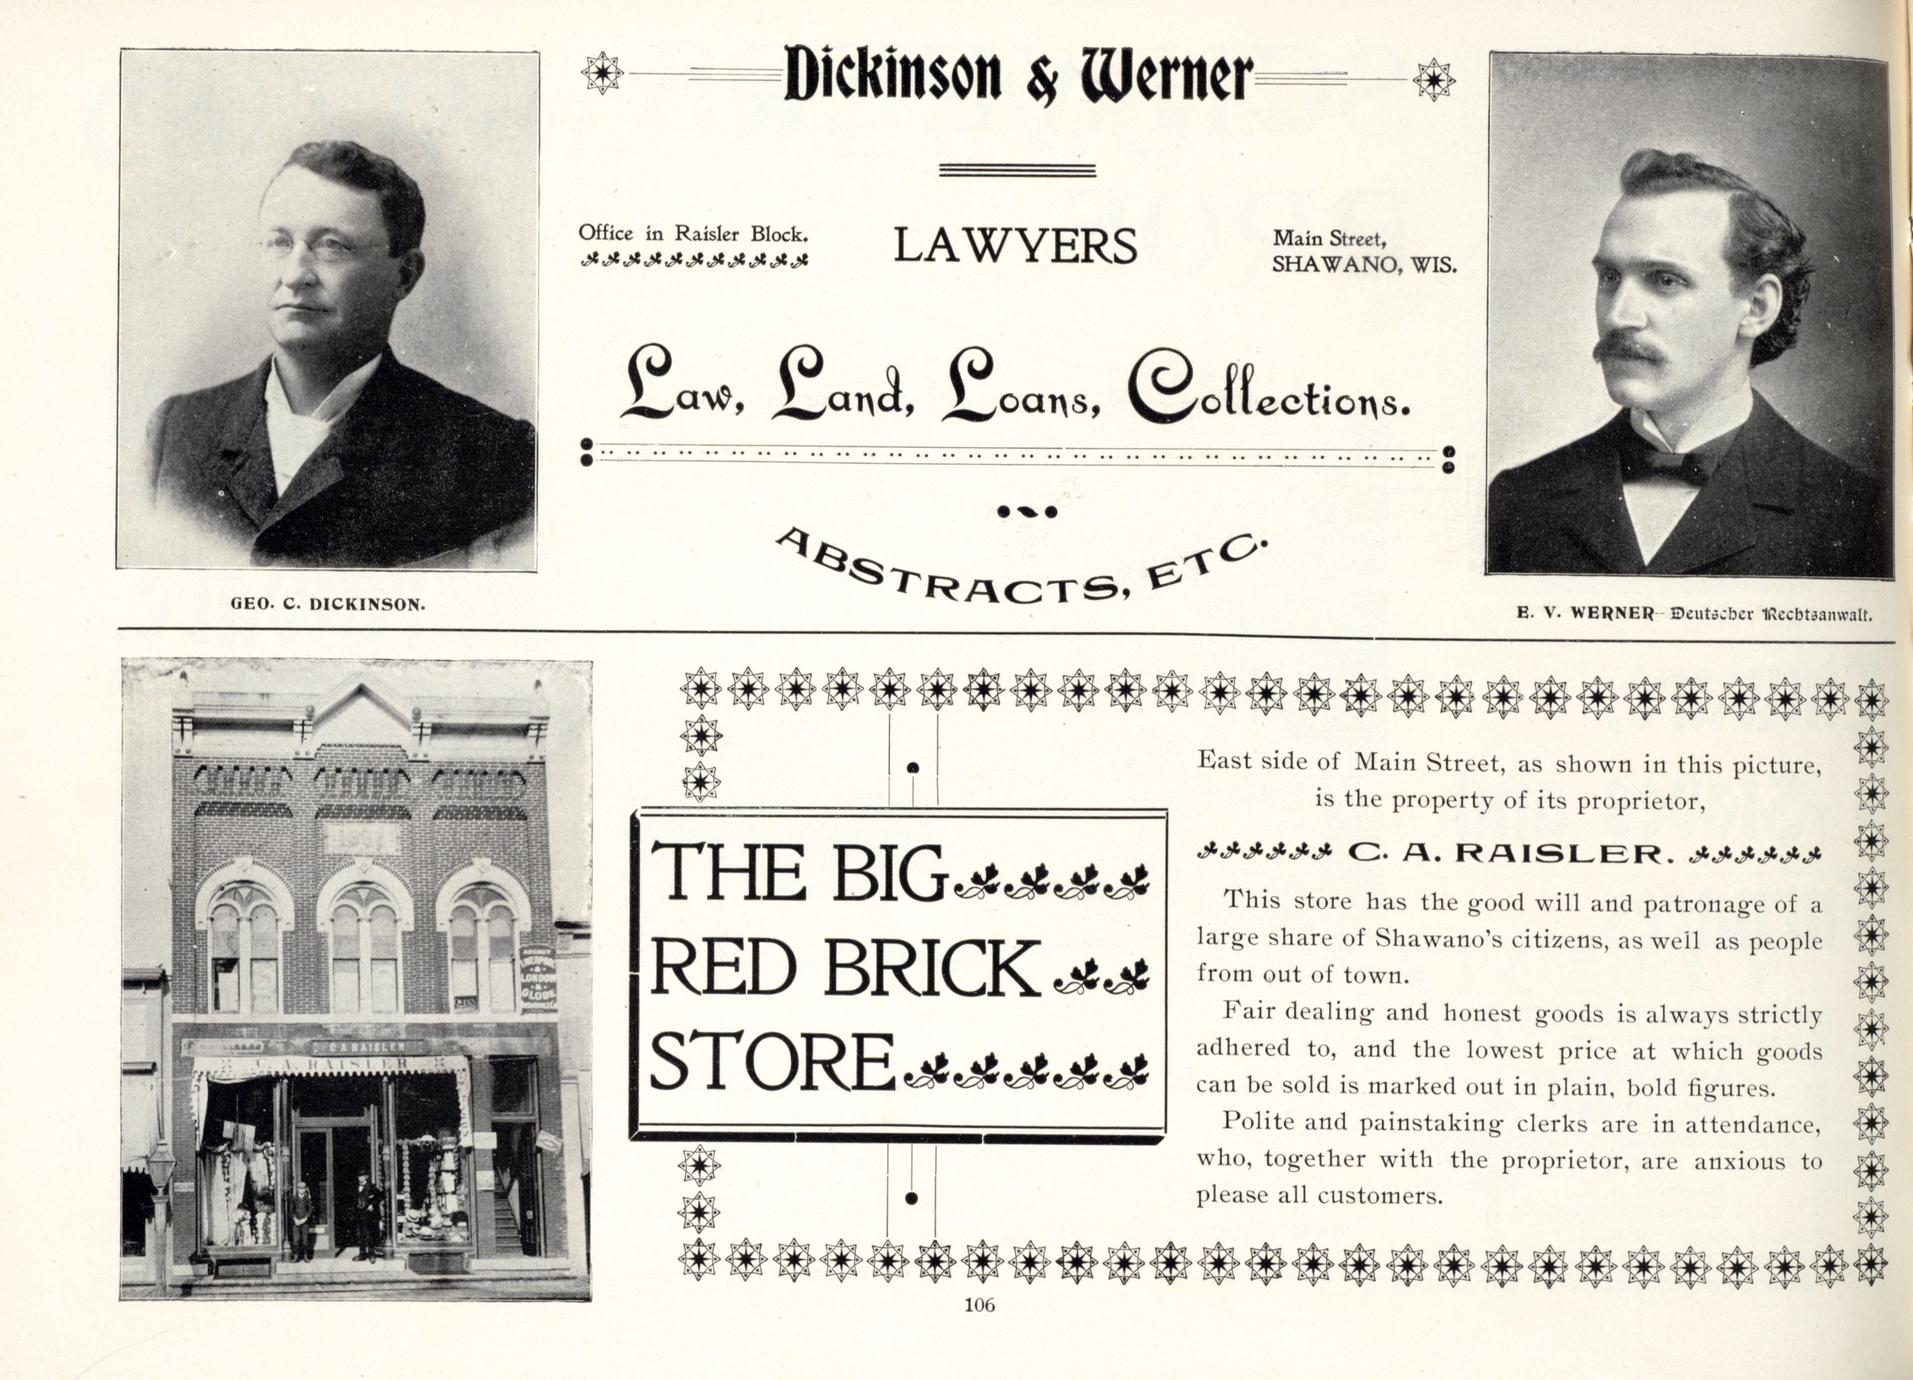 Dickinson & Werner
Office in Raisler Block.
LAWYERS
Main Street,
SHAWANO, WIS.
Law, Land, Loans, Collections.
ABSTRACTS, ETC.
GEO. C. DICKINSON.
E. V. WERNER-- Deutscher Rechtsanwalt.
C A RAISLER
C. A. RAISLER
LONDON
&
GLOBE
THE BIG
RED BRICK
STORE
East side of Main Street, as shown in this picture,
is the property of its proprietor,
C. A. RAISLER.
This store has the good will and patronage of a
large share of Shawano's citizens, as well as people
from out of town.
Fair dealing and honest goods is always strictly
adhered to, and the lowest price at which goods
can be sold is marked out in plain, bold figures.
Polite and painstaking clerks are in attendance,
who, together with the proprietor, are anxious to
please all customers.
106